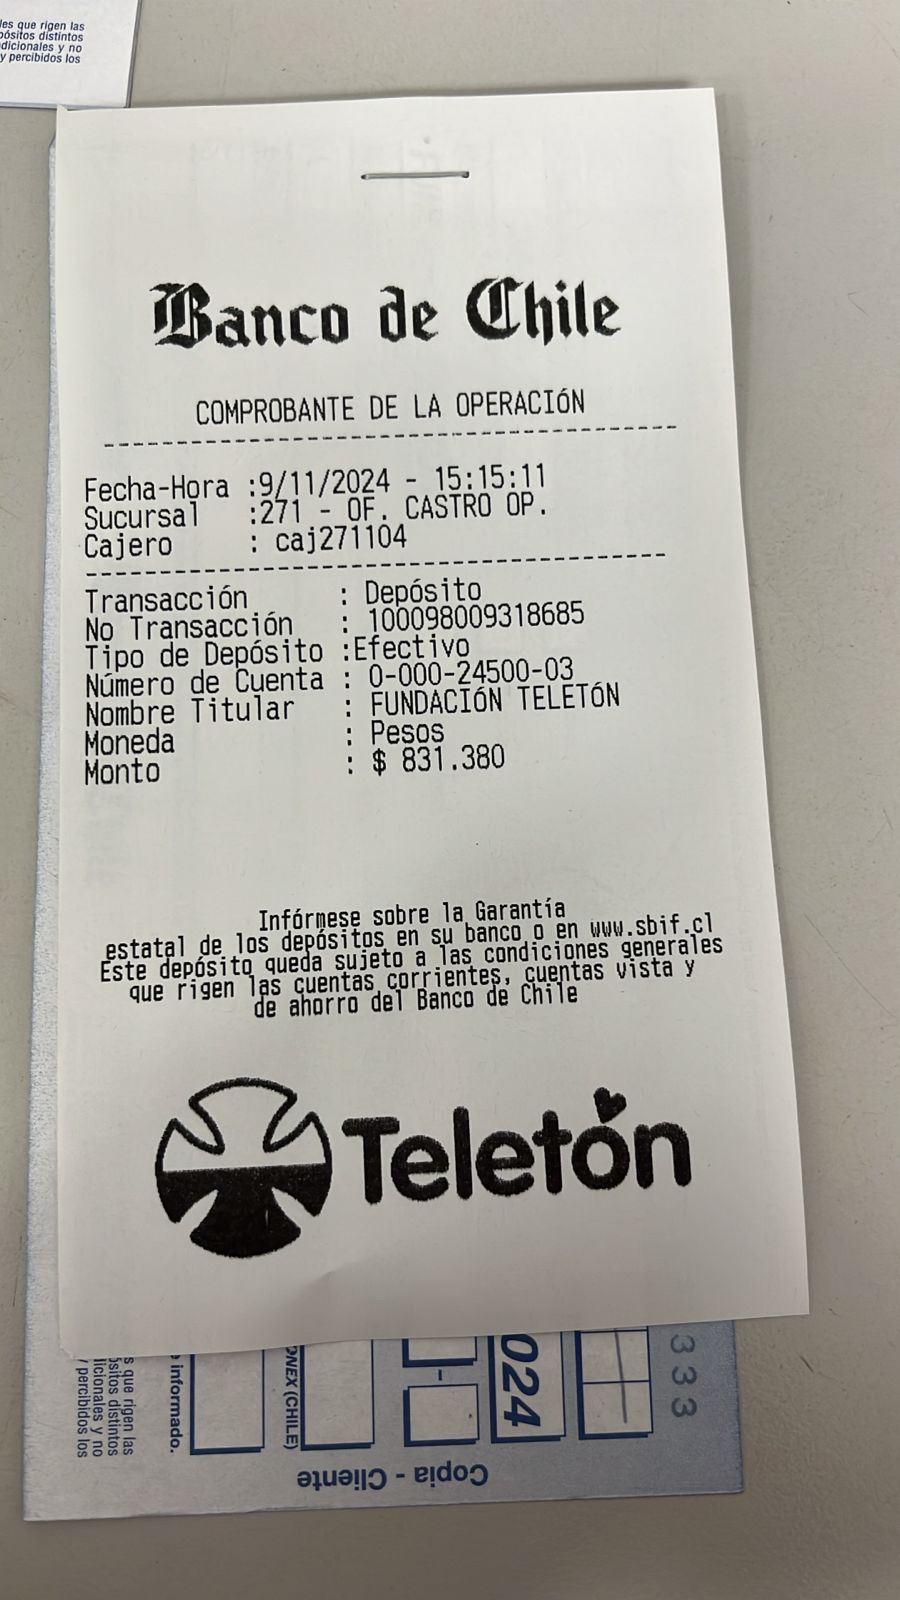 les que rigen las
pósitos distintos
dicionales y no
y percibidos los
Banco de Chile
COMPROBANTE DE LA OPERACIóN
Fecha-Hora :9/11/2024 - 15:15:11
Sucursal :271 - OF. CASTRO OP.
Cajero : caj271104
Transacción : Depósito
No Transacción : 100098009318685
Tipo de Depósito :Efectivo
Número de Cuenta : 0-000-24500-03
Nombre Titular : FUNDACIóN TELETóN
Moneda : Pesos
Monto : $ 831.380
Infórmese sobre la Garantía
estatal de los depósitos en su banco o en www.sbif.cl
Este depósito queda sujeto a las condiciones generales
que rigen las cuentas corrientes, cuentas vista y
de ahorro del Banco de Chile
Teletón
s que rigen las
ósitos distintos
licionales y no
y percibidos los
informado.
ONEX (CHILE)
-
024
333
Copia - Cliente